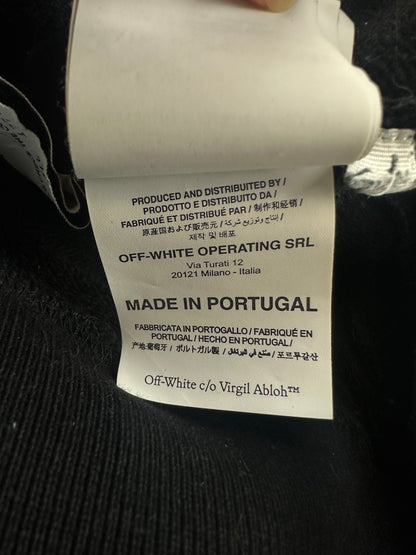 PRODUCED AND DISTRIBUITED BY /
PRODOTTO E DISTRIBUITO DA /
FABRIQUÉ ET DISTRIBUÉ PAR / 制作和经销 /
原産国および販売元 / إنتاج وتوزيع شركة /
제작 및 배포
OFF-WHITE OPERATING SRL
Via Turati 12
20121 Milano - Italia
MADE IN PORTUGAL
FABBRICATA IN PORTOGALLO / FABRIQUÉ EN
PORTUGAL / HECHO EN PORTUGAL /
产地:葡萄牙 / ポルトガル製 / صنع في البرتغال / 포르투갈산
Off-White c/o Virgil Abloh™